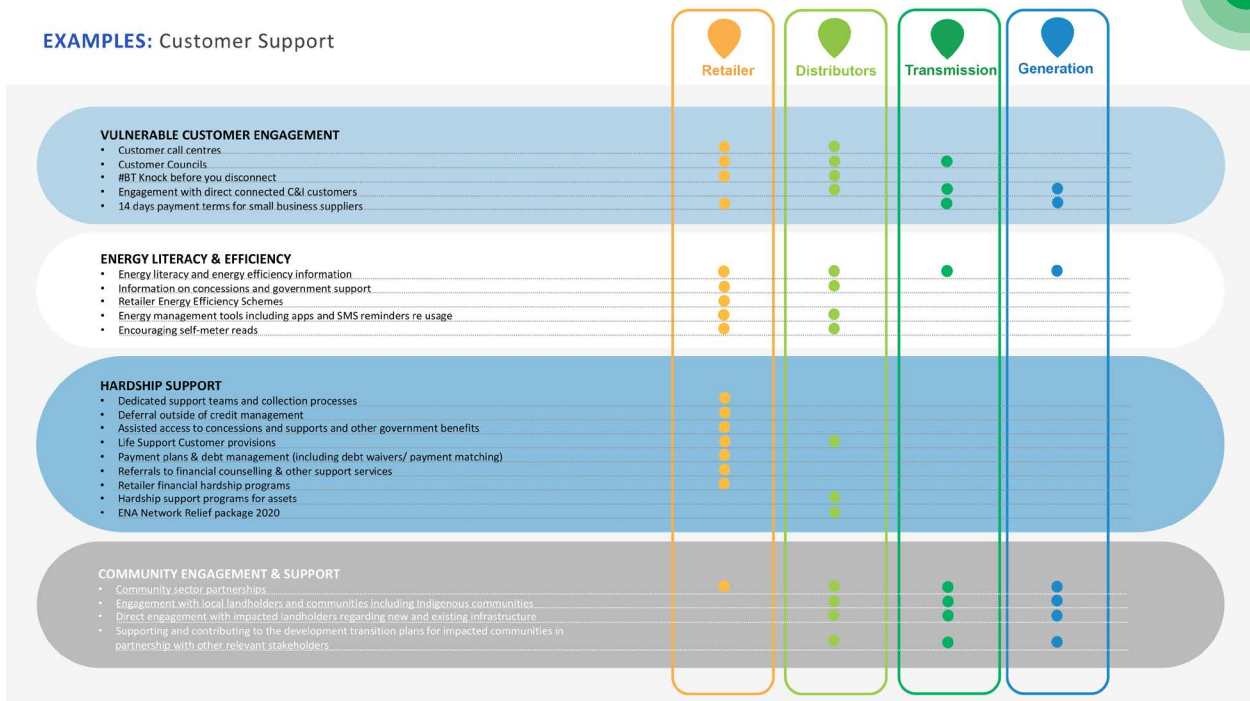 EXAMPLES: Customer Support
Retailer
Distributors
Transmission
Generation
VULNERABLE CUSTOMER ENGAGEMENT
• Customer call centres
• Customer Councils
• #BT Knock before you disconnect
• Engagement with direct connected C&I customers
• 14 days payment terms for small business suppliers
ENERGY LITERACY & EFFICIENCY
• Energy literacy and energy efficiency information
• Information on concessions and government support
• Retailer Energy Efficiency Schemes
• Energy management tools including apps and SMS reminders re usage
• Encouraging self-meter reads
HARDSHIP SUPPORT
• Dedicated support teams and collection processes
• Deferral outside of credit management
• Assisted access to concessions and supports and other government benefits
• Life Support Customer provisions
• Payment plans & debt management (including debt waivers/ payment matching)
• Referrals to financial counselling & other support services
• Retailer financial hardship programs
• Hardship support programs for assets
• ENA Network Relief package 2020
COMMUNITY ENGAGEMENT & SUPPORT
• Community sector partnerships
• Engagement with local landholders and communities including Indigenous communities
• Direct engagement with impacted landholders regarding new and existing infrastructure
• Supporting and contributing to the development transition plans for impacted communities in
partnership with other relevant stakeholders